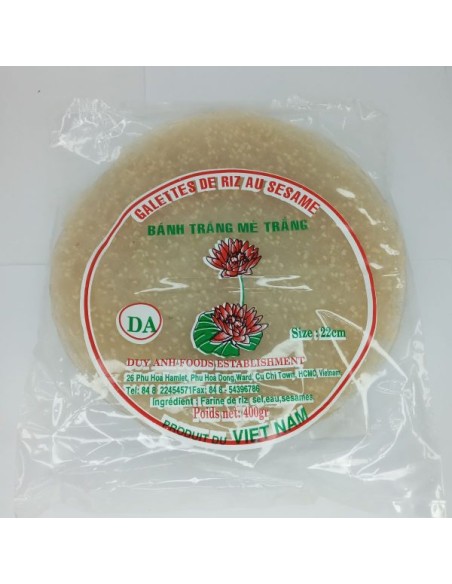 GALETTES DE RIZ AU SESAME
BÁNH TRÁNG MÈ TRẮNG
DA
Size : 22cm
DUY ANH FOODS ESTABLISHMENT
26 Phu Hoa Hamlet, Phu Hoa Dong, Ward, Cu Chi Town, HCMC, Vietnam
Tel: 84 8 22454571 Fax: 84 8 - 54396786
Ingrédient : Farine de riz, sel, eau, sesames
Poids net: 400gr
PRODUIT DU VIET NAM